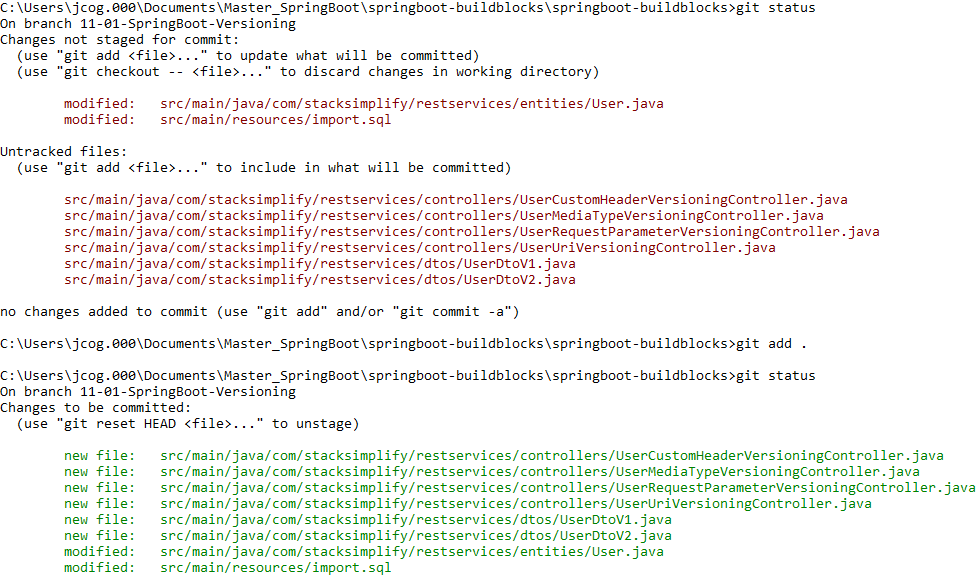 C:\Users\jcog.000\Documents\Master_SpringBoot\springboot-buildblocks\springboot-buildblocks>git status
On branch 11-01-SpringBoot-Versioning
Changes not staged for commit:
  (use "git add <file>..." to update what will be committed)
  (use "git checkout -- <file>..." to discard changes in working directory)

        modified:   src/main/java/com/stacksimplify/restservices/entities/User.java
        modified:   src/main/resources/import.sql

Untracked files:
  (use "git add <file>..." to include in what will be committed)

        src/main/java/com/stacksimplify/restservices/controllers/UserCustomHeaderVersioningController.java
        src/main/java/com/stacksimplify/restservices/controllers/UserMediaTypeVersioningController.java
        src/main/java/com/stacksimplify/restservices/controllers/UserRequestParameterVersioningController.java
        src/main/java/com/stacksimplify/restservices/controllers/UserUriVersioningController.java
        src/main/java/com/stacksimplify/restservices/dtos/UserDtoV1.java
        src/main/java/com/stacksimplify/restservices/dtos/UserDtoV2.java

no changes added to commit (use "git add" and/or "git commit -a")

C:\Users\jcog.000\Documents\Master_SpringBoot\springboot-buildblocks\springboot-buildblocks>git add .

C:\Users\jcog.000\Documents\Master_SpringBoot\springboot-buildblocks\springboot-buildblocks>git status
On branch 11-01-SpringBoot-Versioning
Changes to be committed:
  (use "git reset HEAD <file>..." to unstage)

        new file:   src/main/java/com/stacksimplify/restservices/controllers/UserCustomHeaderVersioningController.java
        new file:   src/main/java/com/stacksimplify/restservices/controllers/UserMediaTypeVersioningController.java
        new file:   src/main/java/com/stacksimplify/restservices/controllers/UserRequestParameterVersioningController.java
        new file:   src/main/java/com/stacksimplify/restservices/controllers/UserUriVersioningController.java
        new file:   src/main/java/com/stacksimplify/restservices/dtos/UserDtoV1.java
        new file:   src/main/java/com/stacksimplify/restservices/dtos/UserDtoV2.java
        modified:   src/main/java/com/stacksimplify/restservices/entities/User.java
        modified:   src/main/resources/import.sql